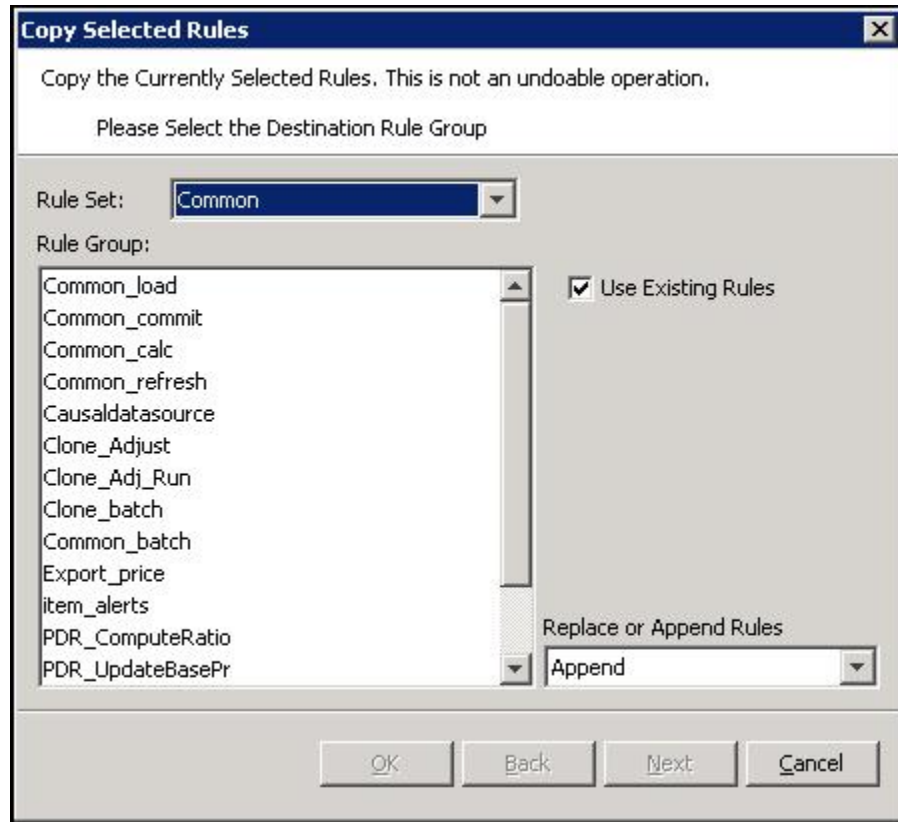 Copy Selected Rules
Copy the Currently Selected Rules. This is not an undoable operation.
Please Select the Destination Rule Group
Rule Set: Common
Rule Group:
Common_load
Common_commit
Common_calc
Common_refresh
Causaldatasource
Clone_Adjust
Clone_Adj_Run
Clone_batch
Common_batch
Export_price
item_alerts
PDR_ComputeRatio
PDR_UpdateBasePr
Use Existing Rules
Replace or Append Rules
Append
OK Back Next Cancel